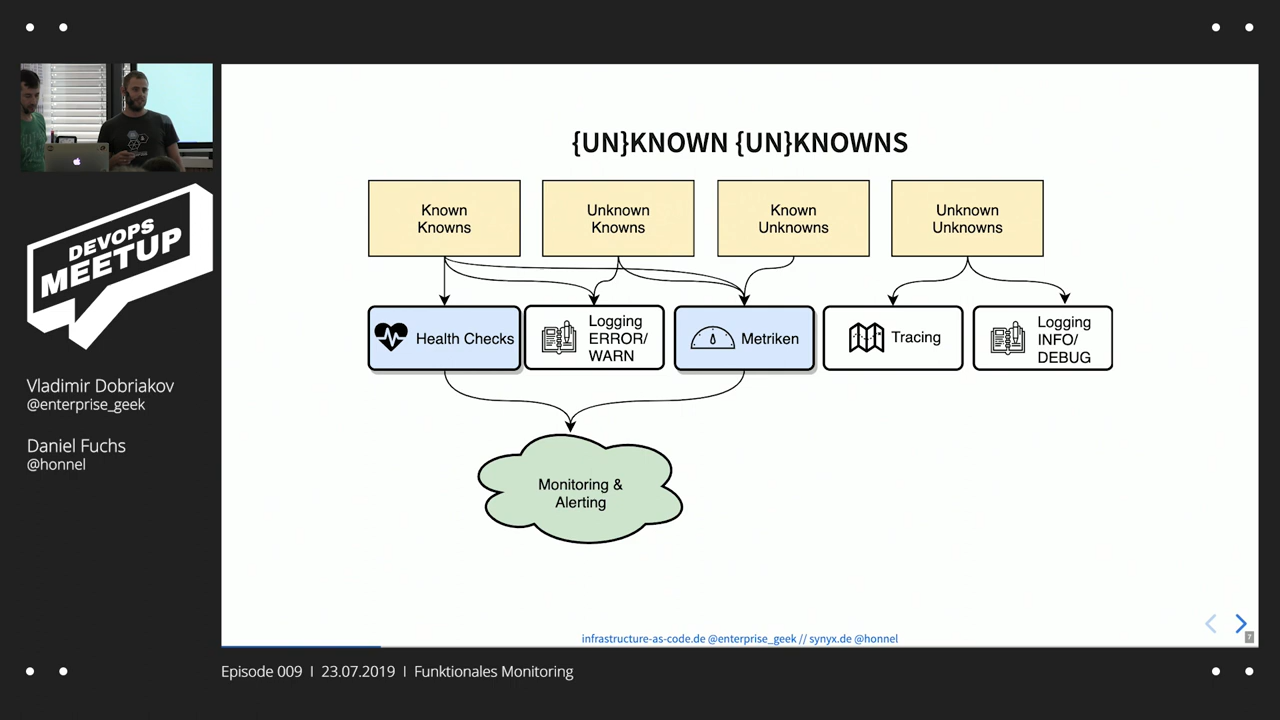 DEVOPS
MEETUP
Vladimir Dobriakov
@enterprise_geek
Daniel Fuchs
@honnel
{UN}KNOWN {UN}KNOWNS
Known
Knowns
Unknown
Knowns
Known
Unknowns
Unknown
Unknowns
Health Checks
Logging
ERROR/
WARN
Metriken
Tracing
Logging
INFO/
DEBUG
Monitoring &
Alerting
infrastructure-as-code.de @enterprise_geek // synyx.de @honnel
7
Episode 009 I 23.07.2019 I Funktionales Monitoring